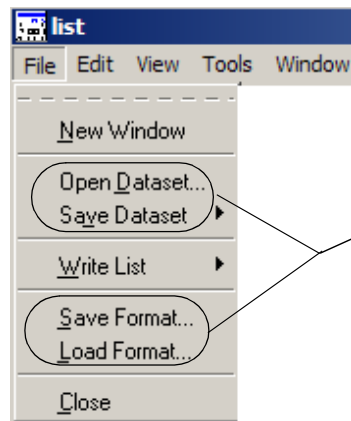 list
File Edit View Tools Window
New Window
Open Dataset...
Save Dataset
Write List
Save Format...
Load Format...
Close